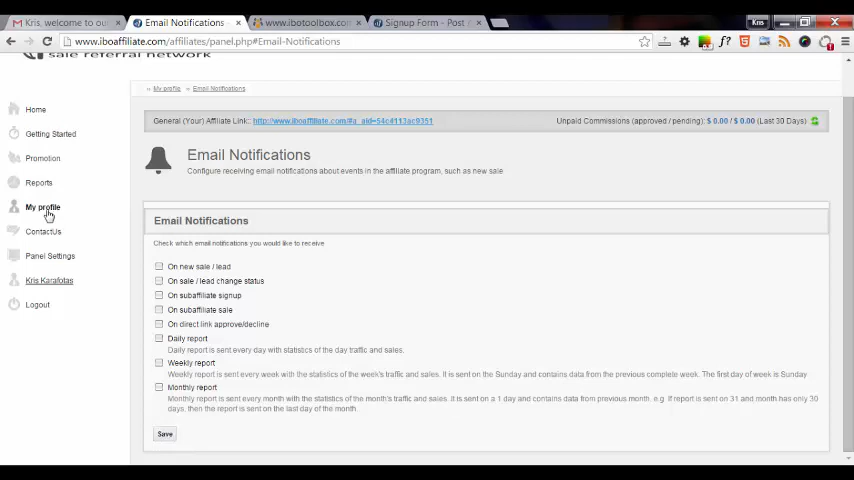 Kris, welcome to our
Email Notifications -
www.ibotoolbox.com
Signup Form - Post
Kris
www.iboaffiliate.com/affiliates/panel.php#Email-Notifications
sale referral network
» My profile » Email Notifications
Home
General (Your) Affiliate Link: http://www.iboaffiliate.com/#a_aid=54c4113ac9351
Unpaid Commissions (approved / pending): $ 0.00 / $ 0.00 (Last 30 Days)
Getting Started
Promotion
Email Notifications
Configure receiving email notifications about events in the affiliate program, such as new sale
Reports
My profile
ContactUs
Panel Settings
Kris Karafotas
Logout
Email Notifications
Check which email notifications you would like to receive
On new sale / lead
On sale / lead change status
On subaffiliate signup
On subaffiliate sale
On direct link approve/decline
Daily report
Daily report is sent every day with statistics of the day traffic and sales.
Weekly report
Weekly report is sent every week with the statistics of the week's traffic and sales. It is sent on the Sunday and contains data from the previous complete week. The first day of week is Sunday
Monthly report
Monthly report is sent every month with the statistics of the month's traffic and sales. It is sent on a 1 day and contains data from previous month. e.g. If report is sent on 31 and month has only 30
days, then the report is sent on the last day of the month.
Save